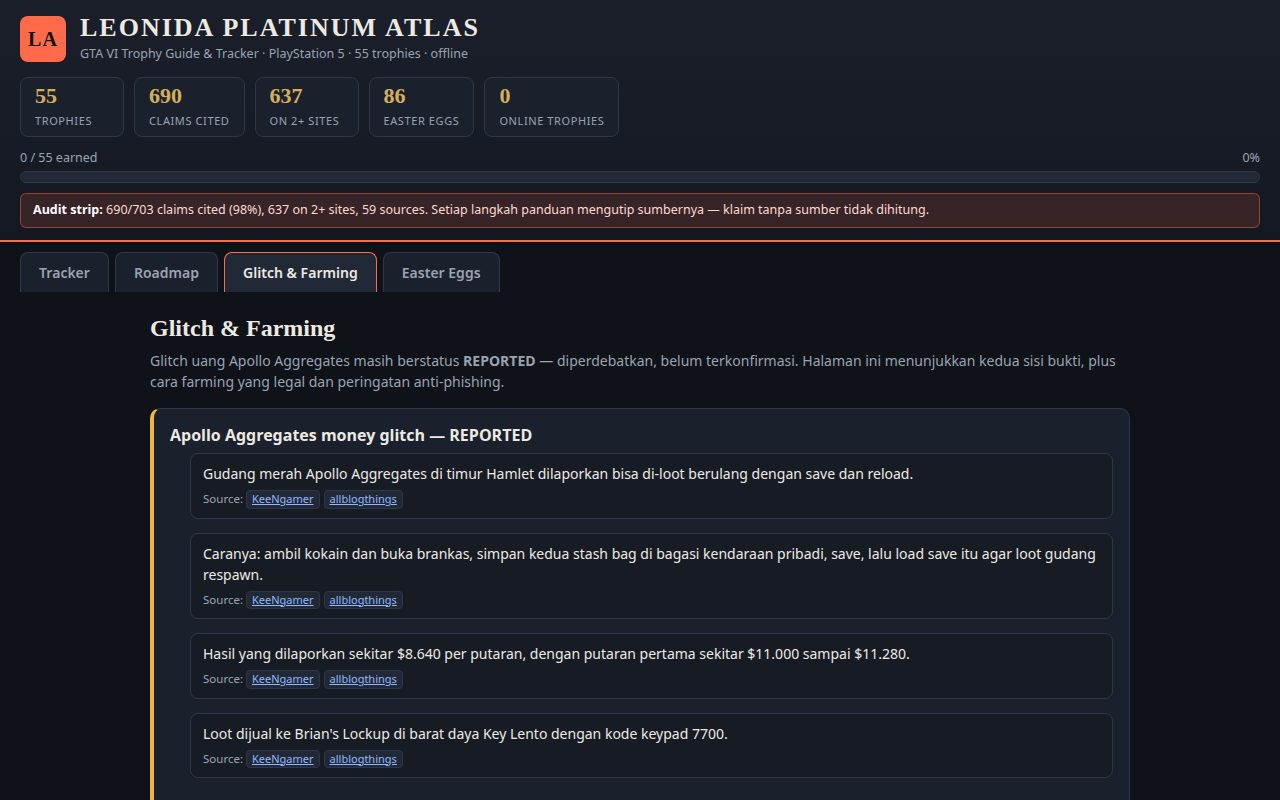 LA
LEONIDA PLATINUM ATLAS
GTA VI Trophy Guide & Tracker · PlayStation 5 · 55 trophies · offline
55
TROPHIES
690
CLAIMS CITED
637
ON 2+ SITES
86
EASTER EGGS
0
ONLINE TROPHIES
0 / 55 earned
0%
Audit strip: 690/703 claims cited (98%), 637 on 2+ sites, 59 sources. Setiap langkah panduan mengutip sumbernya — klaim tanpa sumber tidak dihitung.
Tracker
Roadmap
Glitch & Farming
Easter Eggs
Glitch & Farming
Glitch uang Apollo Aggregates masih berstatus REPORTED — diperdebatkan, belum terkonfirmasi. Halaman ini menunjukkan kedua sisi bukti, plus
cara farming yang legal dan peringatan anti-phishing.
Apollo Aggregates money glitch — REPORTED
Gudang merah Apollo Aggregates di timur Hamlet dilaporkan bisa di-loot berulang dengan save dan reload.
Source: KeeNgamer allblogthings
Caranya: ambil kokain dan buka brankas, simpan kedua stash bag di bagasi kendaraan pribadi, save, lalu load save itu agar loot gudang
respawn.
Source: KeeNgamer allblogthings
Hasil yang dilaporkan sekitar $8.640 per putaran, dengan putaran pertama sekitar $11.000 sampai $11.280.
Source: KeeNgamer allblogthings
Loot dijual ke Brian's Lockup di barat daya Key Lento dengan kode keypad 7700.
Source: KeeNgamer allblogthings